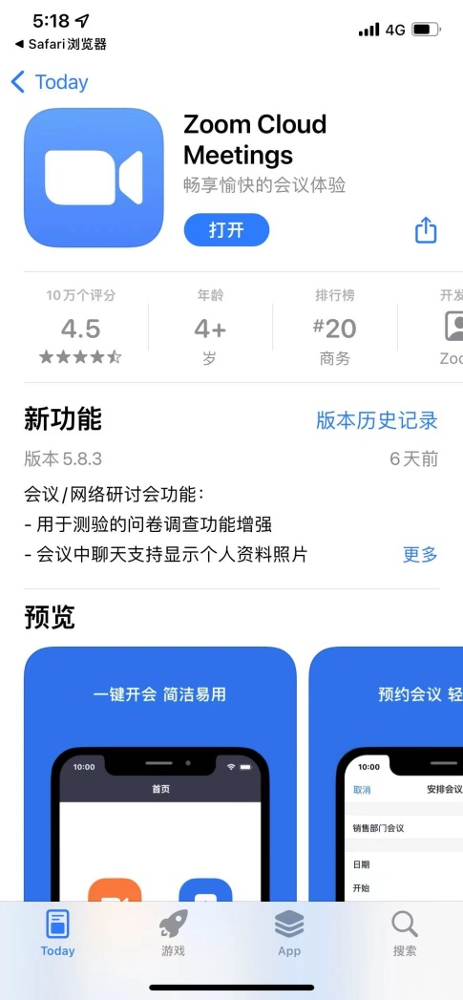 5:18
4G
Safari浏览器
Today
Zoom Cloud
Meetings
畅享愉快的会议体验
打开
10万个评分
年龄
排行榜
开发
4.5
4+
#20
岁
商务
Zoo
新功能
版本历史记录
版本 5.8.3
6天前
会议/网络研讨会功能：
- 用于测验的问卷调查功能增强
- 会议中聊天支持显示个人资料照片
更多
预览
一键开会 简洁易用
预约会议 轻
10:00
10:00
首页
取消
安排会议
销售部门会议
日期
开始
Today
游戏
App
搜索